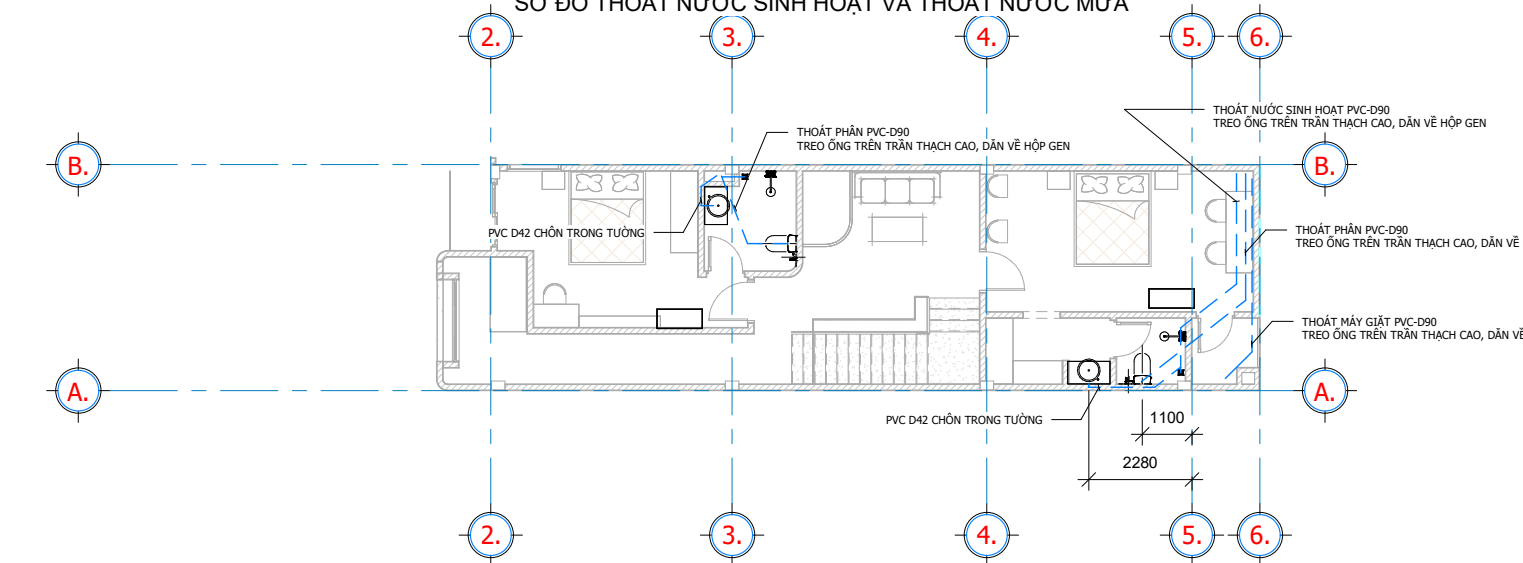 SƠ ĐỒ THOÁT NƯỚC SINH HOẠT VÀ THOÁT NƯỚC MƯA
2.
3.
4.
5.
6.
THOÁT NƯỚC SINH HOẠT PVC-D90
TREO ỐNG TRÊN TRẦN THẠCH CAO, DẪN VỀ HỘP GEN
THOÁT PHÂN PVC-D90
TREO ỐNG TRÊN TRẦN THẠCH CAO, DẪN VỀ HỘP GEN
B.
B.
PVC D42 CHÔN TRONG TƯỜNG
THOÁT PHÂN PVC-D90
TREO ỐNG TRÊN TRẦN THẠCH CAO, DẪN VỀ
THOÁT MÁY GIẶT PVC-D90
TREO ỐNG TRÊN TRẦN THẠCH CAO, DẪN VỀ
A.
A.
PVC D42 CHÔN TRONG TƯỜNG
1100
2280
2.
3.
4.
5.
6.